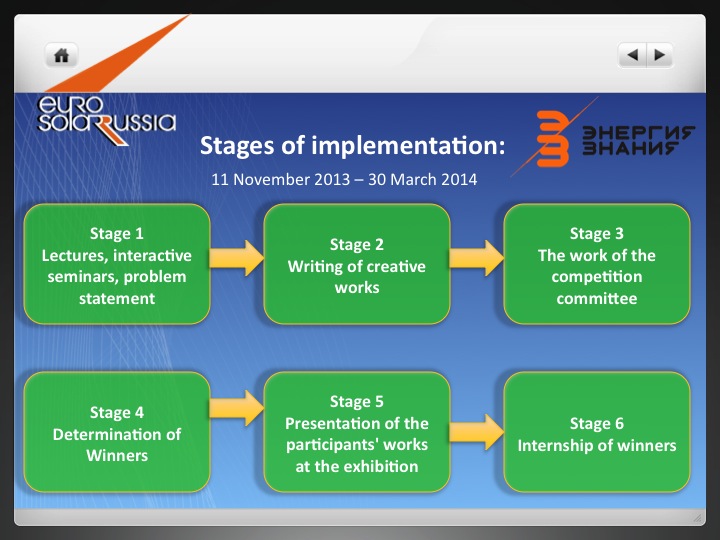 EURO
SOLARRUSSIA
ЭНЕРГИЯ
ЗНАНИЯ
Stages of implementation:
11 November 2013 – 30 March 2014
Stage 1
Lectures, interactive
seminars, problem
statement
Stage 2
Writing of creative
works
Stage 3
The work of the
competition
committee
Stage 4
Determination of
Winners
Stage 5
Presentation of the
participants' works
at the exhibition
Stage 6
Internship of winners